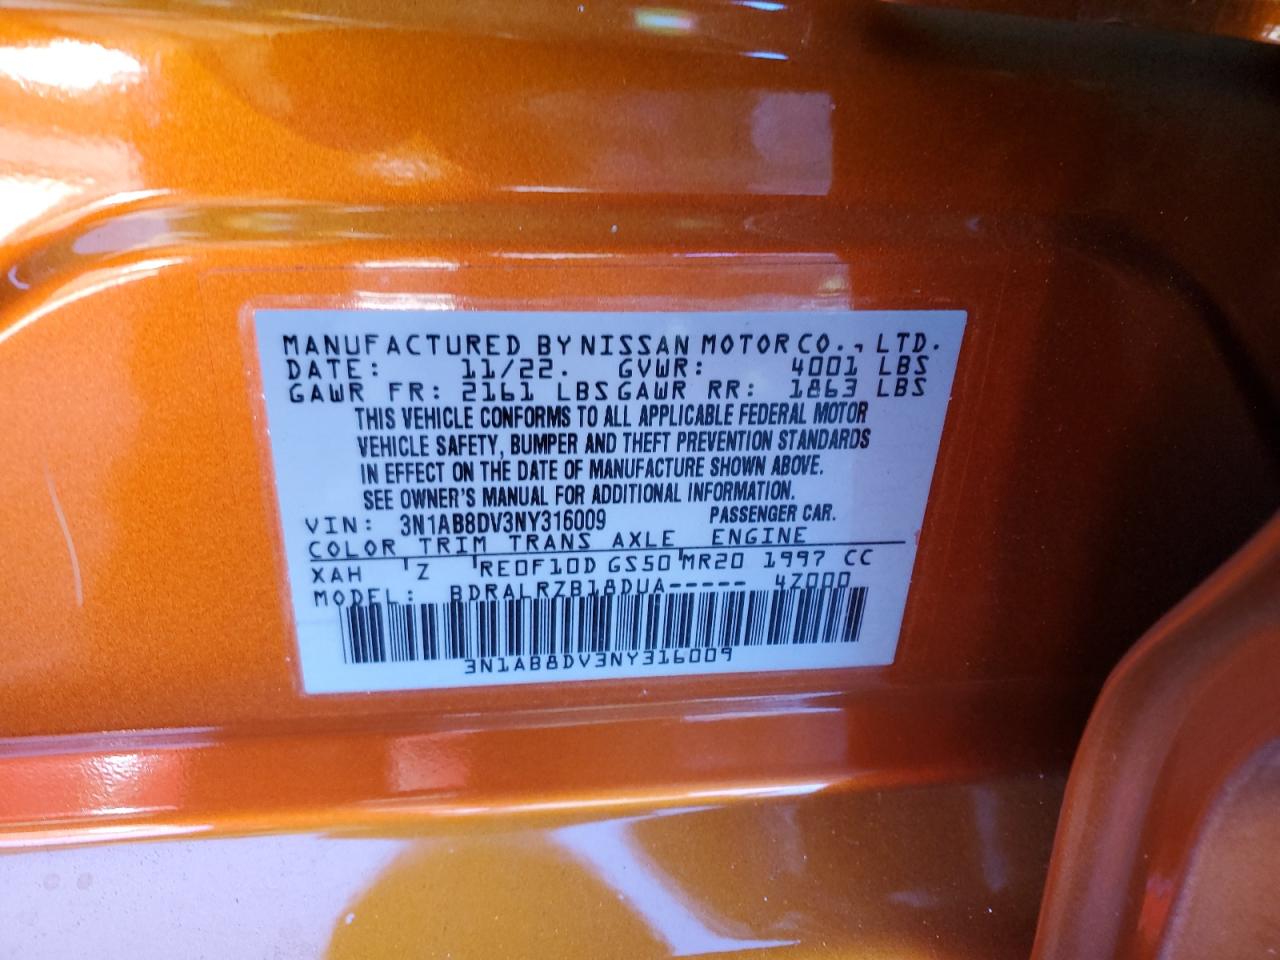 MANUFACTURED BY NISSAN MOTOR CO., LTD.
DATE: 11/22. GVWR: 4001 LBS
GAWR FR: 2161 LBS GAWR RR: 1863 LBS
THIS VEHICLE CONFORMS TO ALL APPLICABLE FEDERAL MOTOR
VEHICLE SAFETY, BUMPER AND THEFT PREVENTION STANDARDS
IN EFFECT ON THE DATE OF MANUFACTURE SHOWN ABOVE.
SEE OWNER'S MANUAL FOR ADDITIONAL INFORMATION.
VIN: 3N1AB8DV3NY316009 PASSENGER CAR.
COLOR TRIM TRANS AXLE ENGINE
XAH 'Z 'RE0F10D GS50 'MR20 1997 CC
MODEL: BDRALRZB18DUA----- 4Z000
3N1AB8DV3NY316009